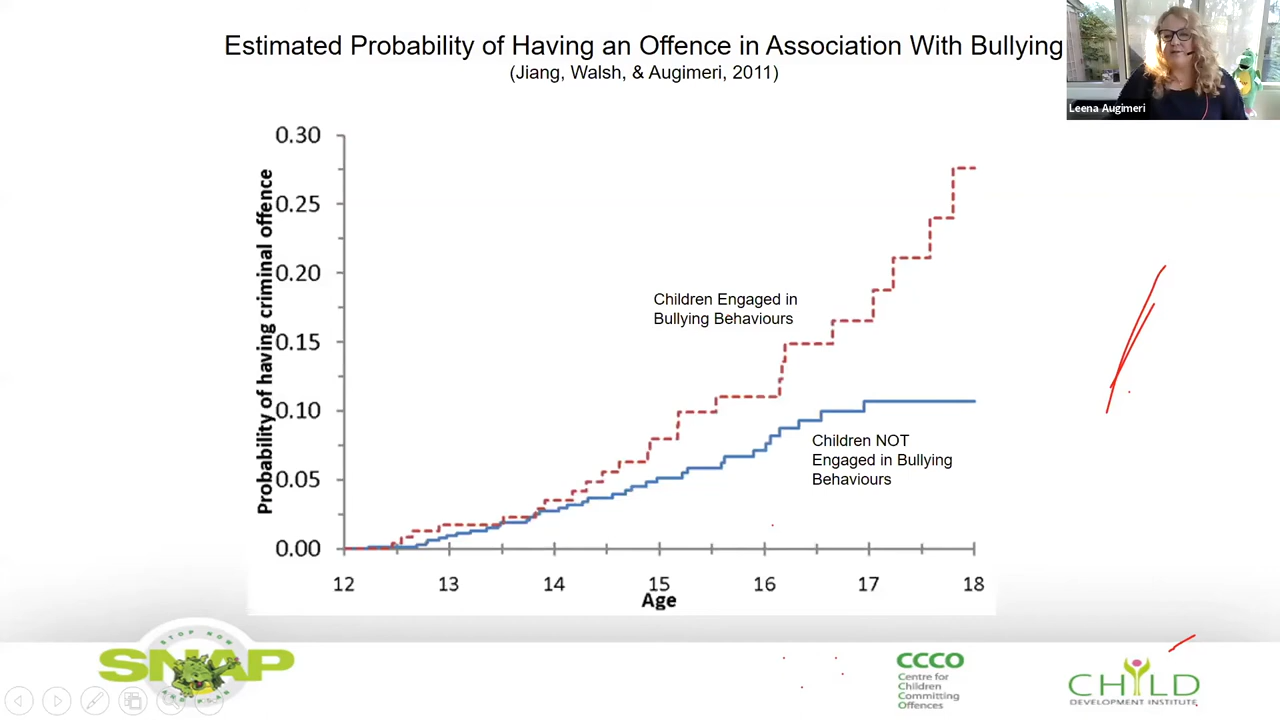 Estimated Probability of Having an Offence in Association With Bullying
(Jiang, Walsh, & Augimeri, 2011)
Leena Augimeri
Probability of having criminal offence
0.30
0.25
0.20
0.15
0.10
0.05
0.00
Children Engaged in
Bullying Behaviours
Children NOT
Engaged in Bullying
Behaviours
12 13 14 15 16 17 18
Age
STOP NOW
SNAP
CCCO
Centre for
Children
Committing
Offences
CHILD
DEVELOPMENT INSTITUTE